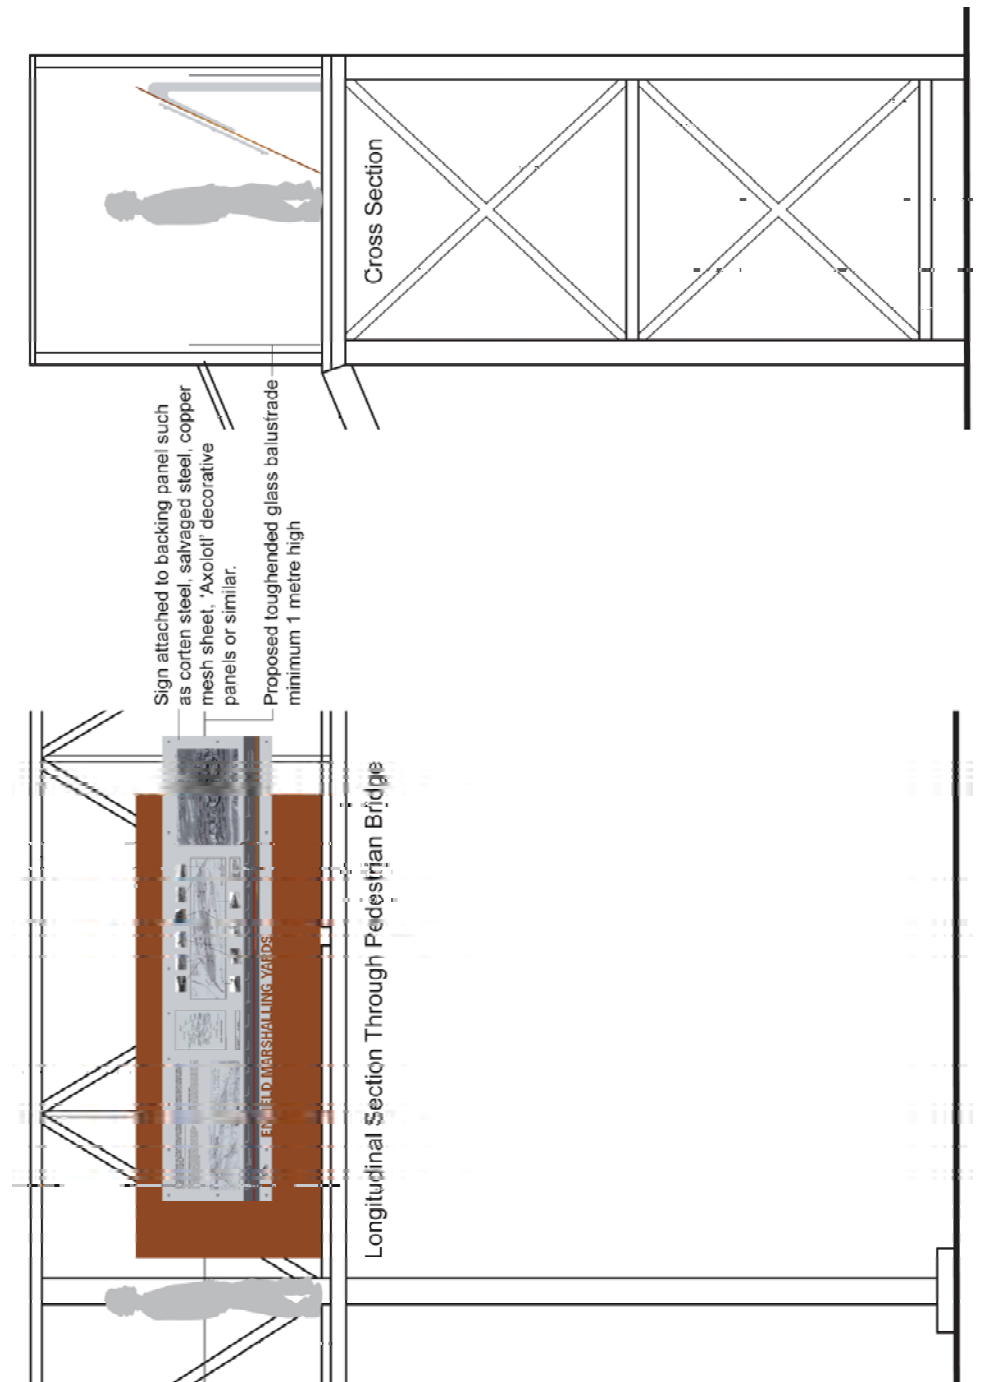 Sign attached to backing panel such
as corten steel, salvaged steel, copper
mesh sheet, 'Axolotl' decorative
panels or similar.
Proposed toughended glass balustrade
minimum 1 metre high
ENFIELD MARSHALLING YARDS
Longitudinal Section Through Pedestrian Bridge
Cross Section